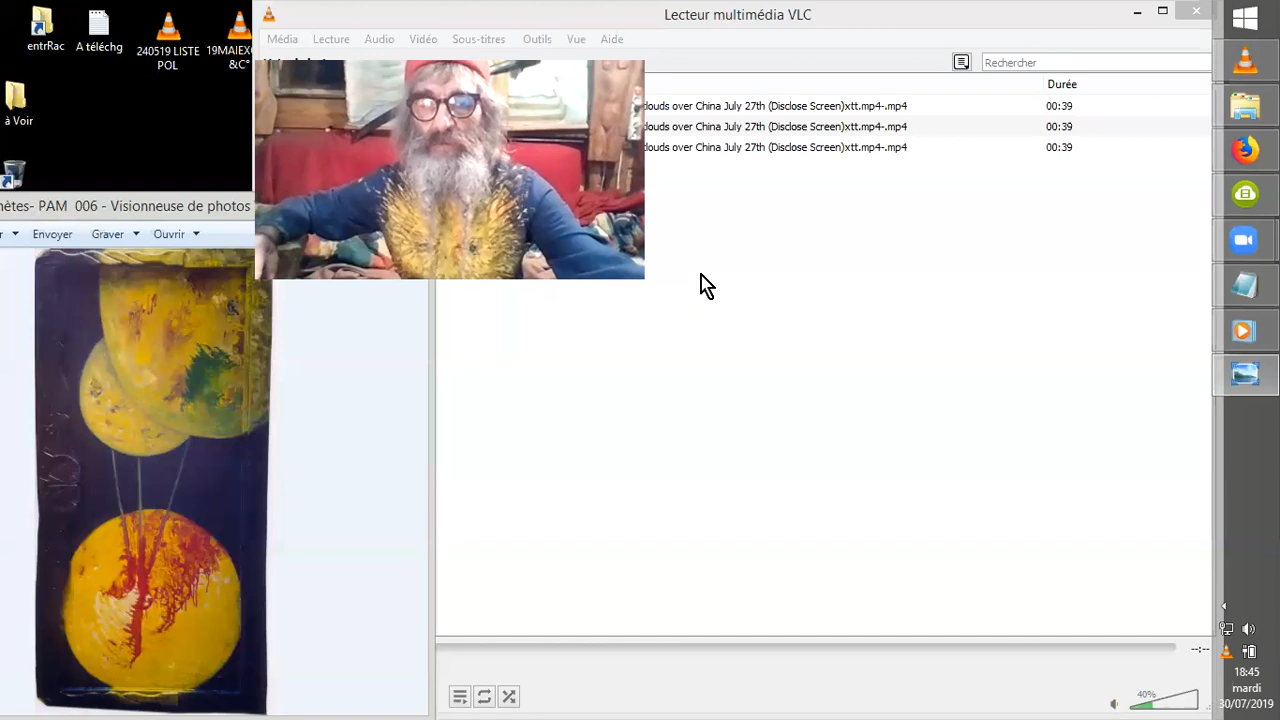 entrRac
A téléchg
240519 LISTE
POL
19MAIEX
&C°
à Voir
Lecteur multimédia VLC
Média Lecture Audio Vidéo Sous-titres Outils Vue Aide
Rechercher
Durée
douds over China July 27th (Disclose Screen)xtt.mp4-.mp4 00:39
douds over China July 27th (Disclose Screen)xtt.mp4-.mp4 00:39
douds over China July 27th (Disclose Screen)xtt.mp4-.mp4 00:39
nètes- PAM 006 - Visionneuse de photos
r Envoyer Graver Ouvrir
--:--
40%
18:45
mardi
30/07/2019